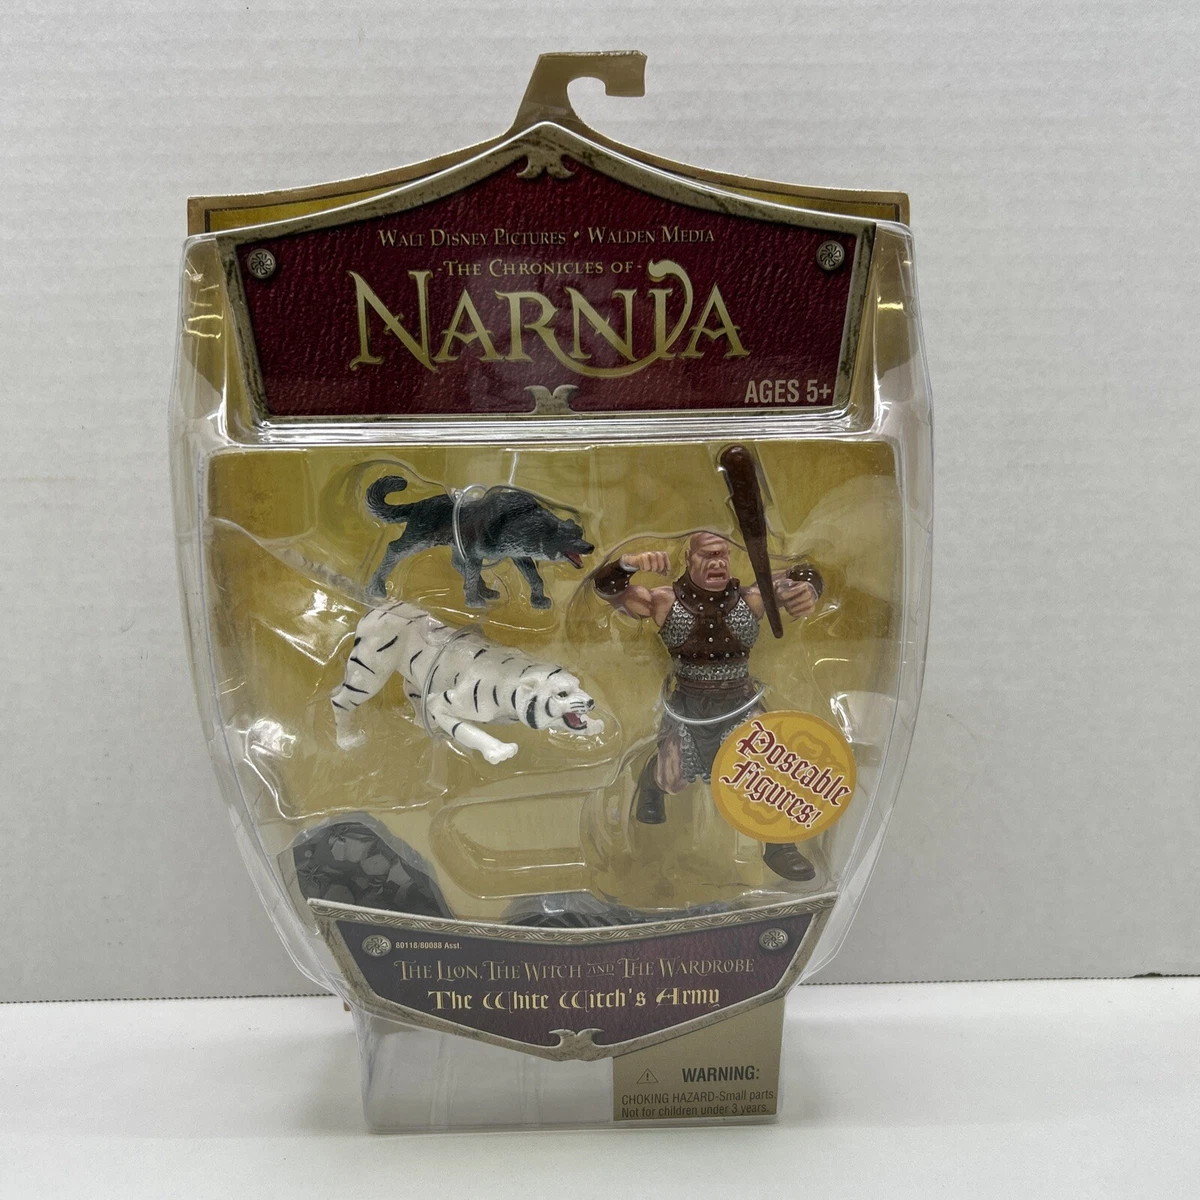 WALT DISNEY PICTURES • WALDEN MEDIA
-THE CHRONICLES OF-
NARNIA
AGES 5+
Poseable
Figures!
80118/80088 Asst.
THE LION, THE WITCH AND THE WARDROBE
The White Witch's Army
WARNING:
CHOKING HAZARD-Small parts
Not for children under 3 years.